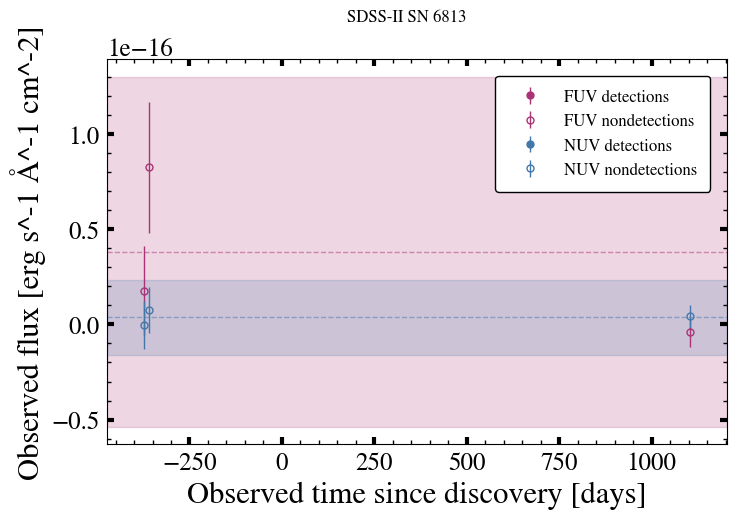 SDSS-II SN 6813
1e−16
Observed flux [erg s^-1 Å^-1 cm^-2]
1.0
0.5
0.0
−0.5
FUV detections
FUV nondetections
NUV detections
NUV nondetections
−250 0 250 500 750 1000
Observed time since discovery [days]